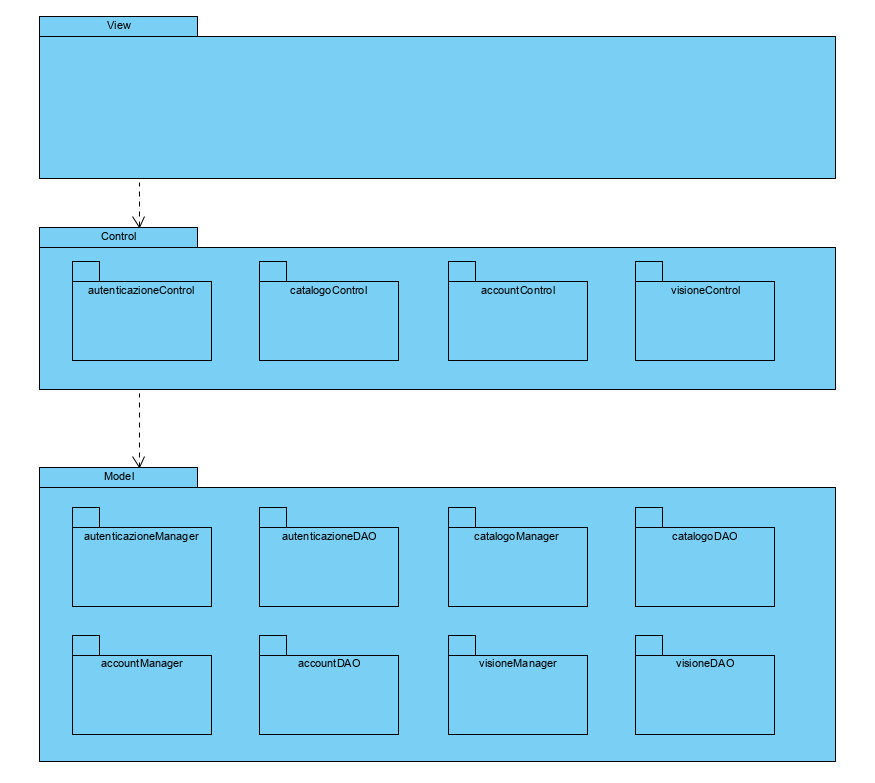 View
Control
autenticazioneControl
catalogoControl
accountControl
visioneControl
Model
autenticazioneManager
autenticazioneDAO
catalogoManager
catalogoDAO
accountManager
accountDAO
visioneManager
visioneDAO